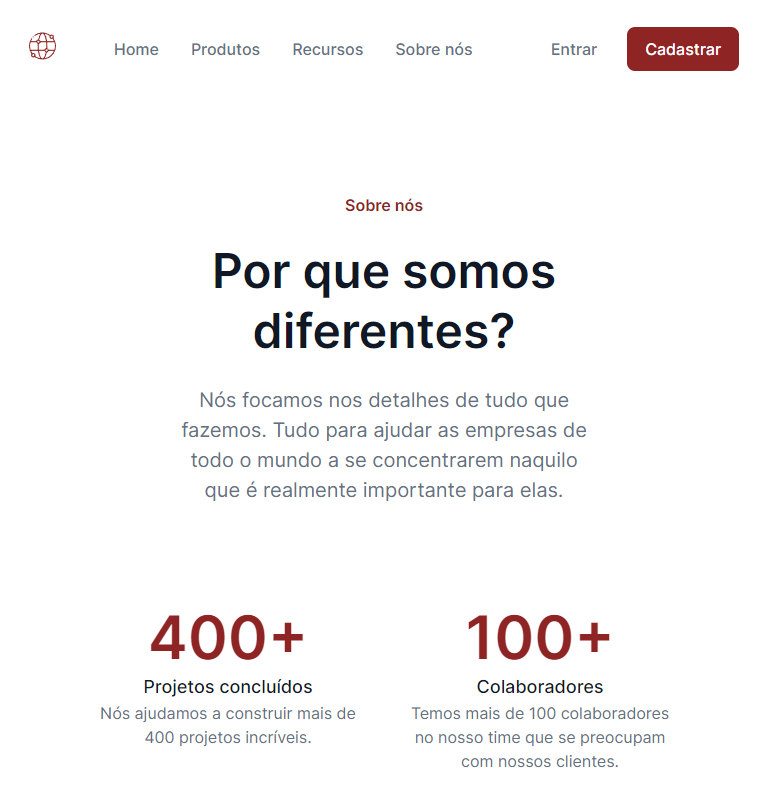 Home Produtos Recursos Sobre nós Entrar Cadastrar
Sobre nós
Por que somos
diferentes?
Nós focamos nos detalhes de tudo que
fazemos. Tudo para ajudar as empresas de
todo o mundo a se concentrarem naquilo
que é realmente importante para elas.
400+
Projetos concluídos
Nós ajudamos a construir mais de
400 projetos incríveis.
100+
Colaboradores
Temos mais de 100 colaboradores
no nosso time que se preocupam
com nossos clientes.